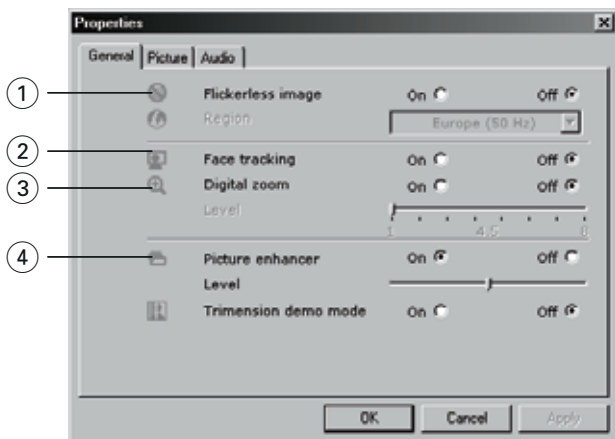 Properties
General Picture Audio
1 Flickerless image On Off
Region Europe (50 Hz)
2 Face tracking On Off
3 Digital zoom On Off
Level
1 4.5 8
4 Picture enhancer On Off
Level
Trimension demo mode On Off
OK Cancel Apply